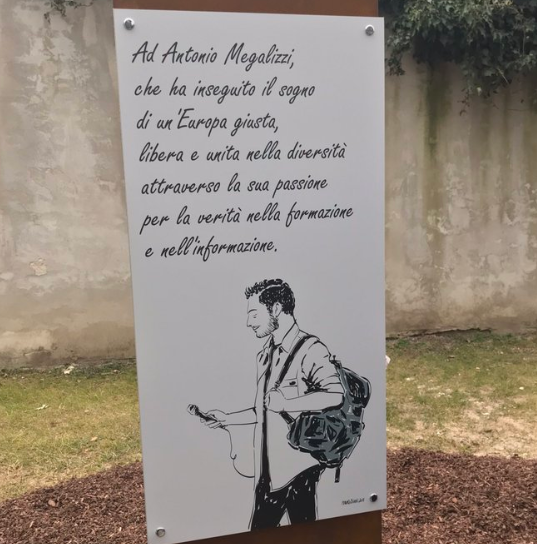 Ad Antonio Megalizzi,
che ha inseguito il sogno
di un'Europa giusta,
libera e unita nella diversità
attraverso la sua passione
per la verità nella formazione
e nell'informazione.